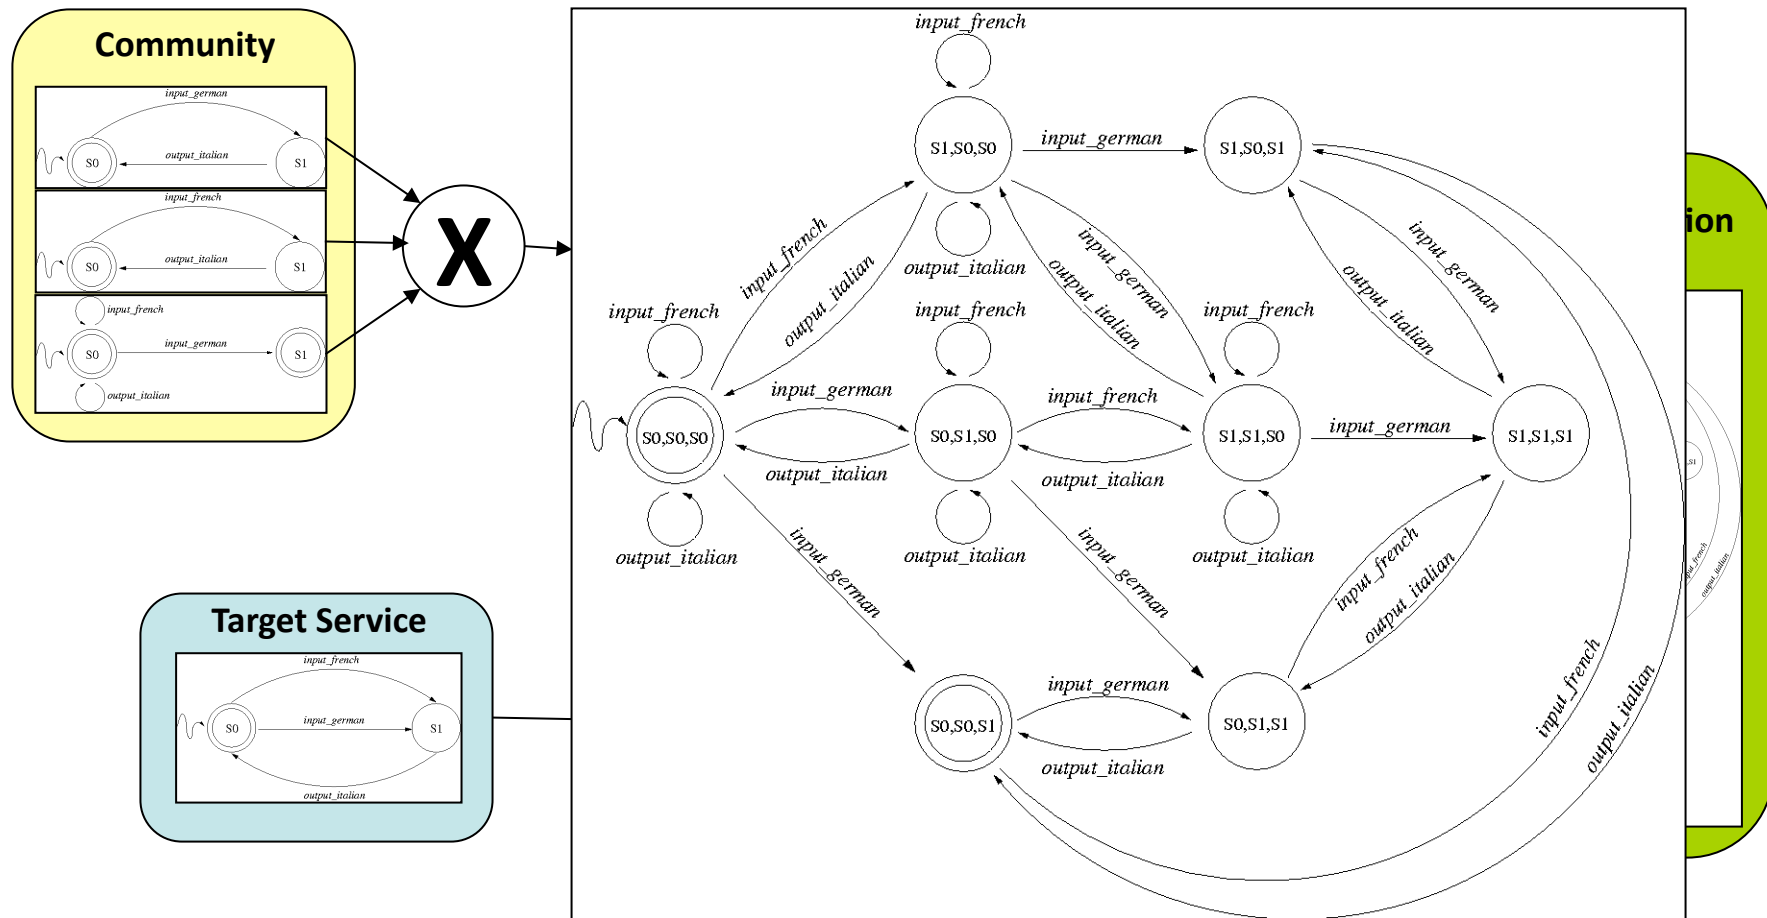 Community
input_german
S0
output_italian
S1
input_french
S0
output_italian
S1
input_french
S0
input_german
S1
output_italian
X
Target Service
input_french
S0
input_german
S1
output_italian
input_french
S1,S0,S0
input_german
S1,S0,S1
output_italian
input_french
output_italian
input_german
output_italian
input_german
output_italian
input_french
input_french
input_french
S0,S0,S0
input_german
output_italian
S0,S1,S0
input_french
output_italian
S1,S1,S0
input_german
S1,S1,S1
output_italian
output_italian
output_italian
input_german
input_german
input_french
output_italian
S0,S0,S1
input_german
output_italian
S0,S1,S1
input_french
output_italian
ion
,S1
output_italian